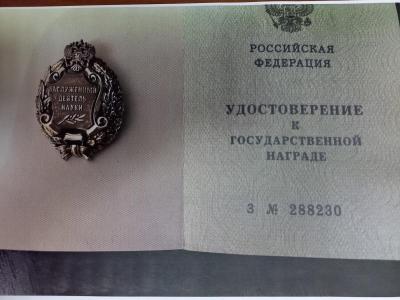 ЗАСЛУЖЕННЫЙ
ДЕЯТЕЛЬ
НАУКИ
РОССИЙСКАЯ
ФЕДЕРАЦИЯ
УДОСТОВЕРЕНИЕ
К
ГОСУДАРСТВЕННОЙ
НАГРАДЕ
З № 288230